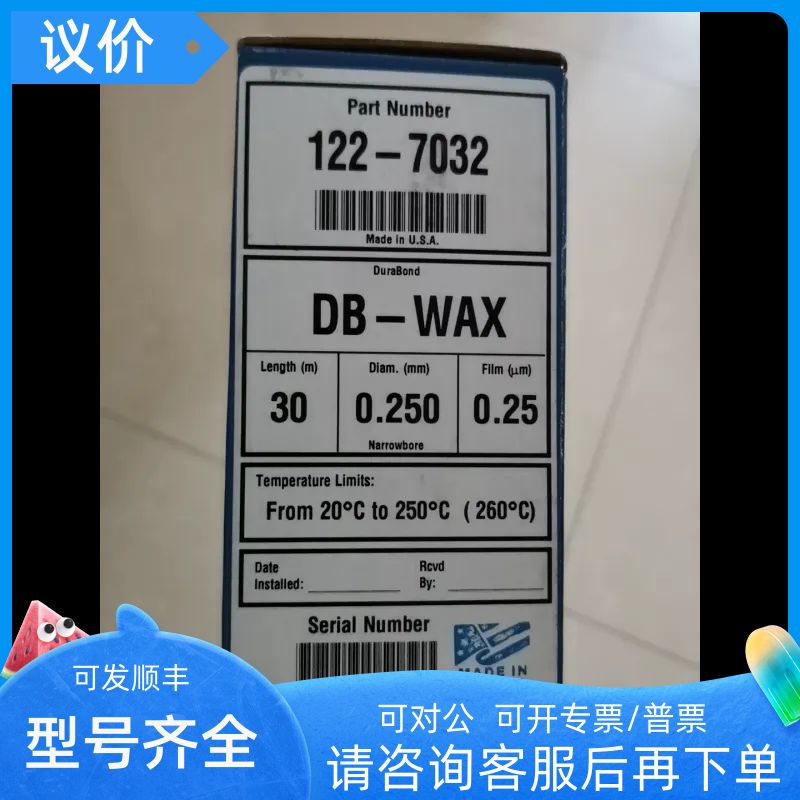 议价
Part Number
122-7032
Made in U.S.A.
DuraBond
DB-WAX
Length (m) Diam. (mm) Film (μm)
30 0.250 0.25
Narrowbore
Temperature Limits:
From 20°C to 250°C (260°C)
Date Installed: Rcvd By:
Serial Number
MADE IN
可发顺丰
型号齐全
可对公 可开专票/普票
请咨询客服后再下单